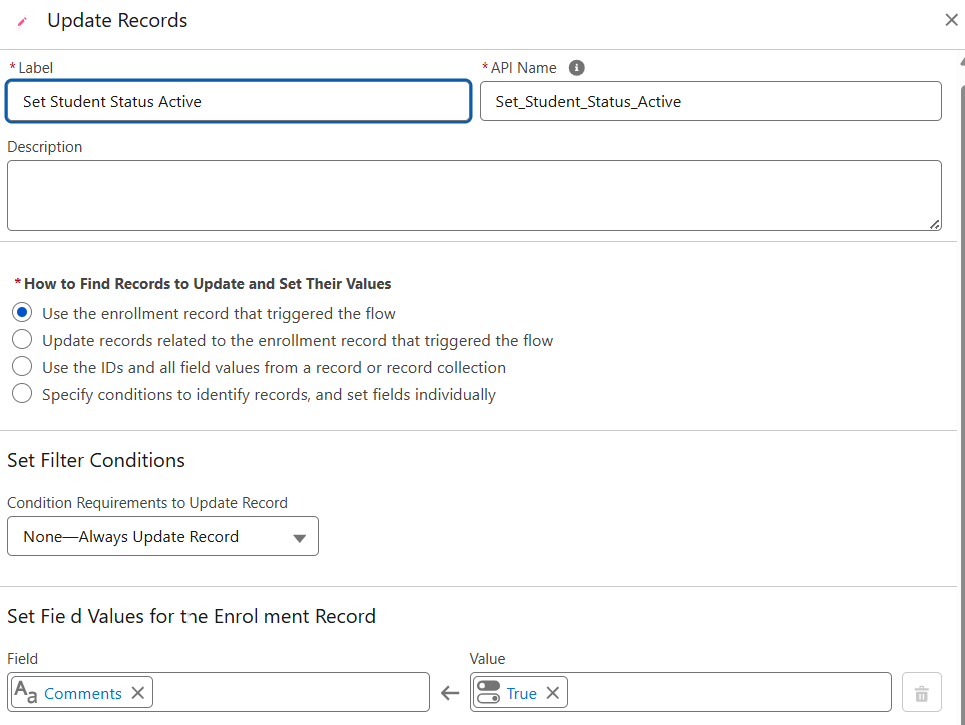 Update Records
*Label
*API Name
Set Student Status Active
Set_Student_Status_Active
Description
*How to Find Records to Update and Set Their Values
Use the enrollment record that triggered the flow
Update records related to the enrollment record that triggered the flow
Use the IDs and all field values from a record or record collection
Specify conditions to identify records, and set fields individually
Set Filter Conditions
Condition Requirements to Update Record
None—Always Update Record
Set Fie d Values for the Enrol ment Record
Field
Value
Aa Comments
True